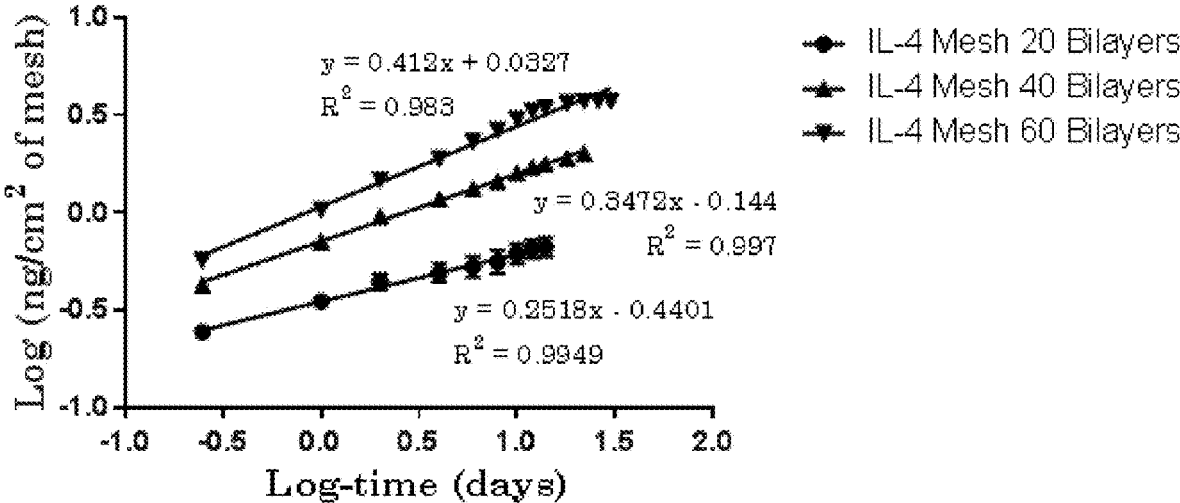 Log (ng/cm² of mesh)
1.0
0.5
0.0
-0.5
-1.0
y = 0.412x + 0.0327
R² = 0.983
y = 0.3472x - 0.144
R² = 0.997
y = 0.2518x - 0.4401
R² = 0.9949
-1.0 -0.5 0.0 0.5 1.0 1.5 2.0
Log-time (days)
IL-4 Mesh 20 Bilayers
IL-4 Mesh 40 Bilayers
IL-4 Mesh 60 Bilayers